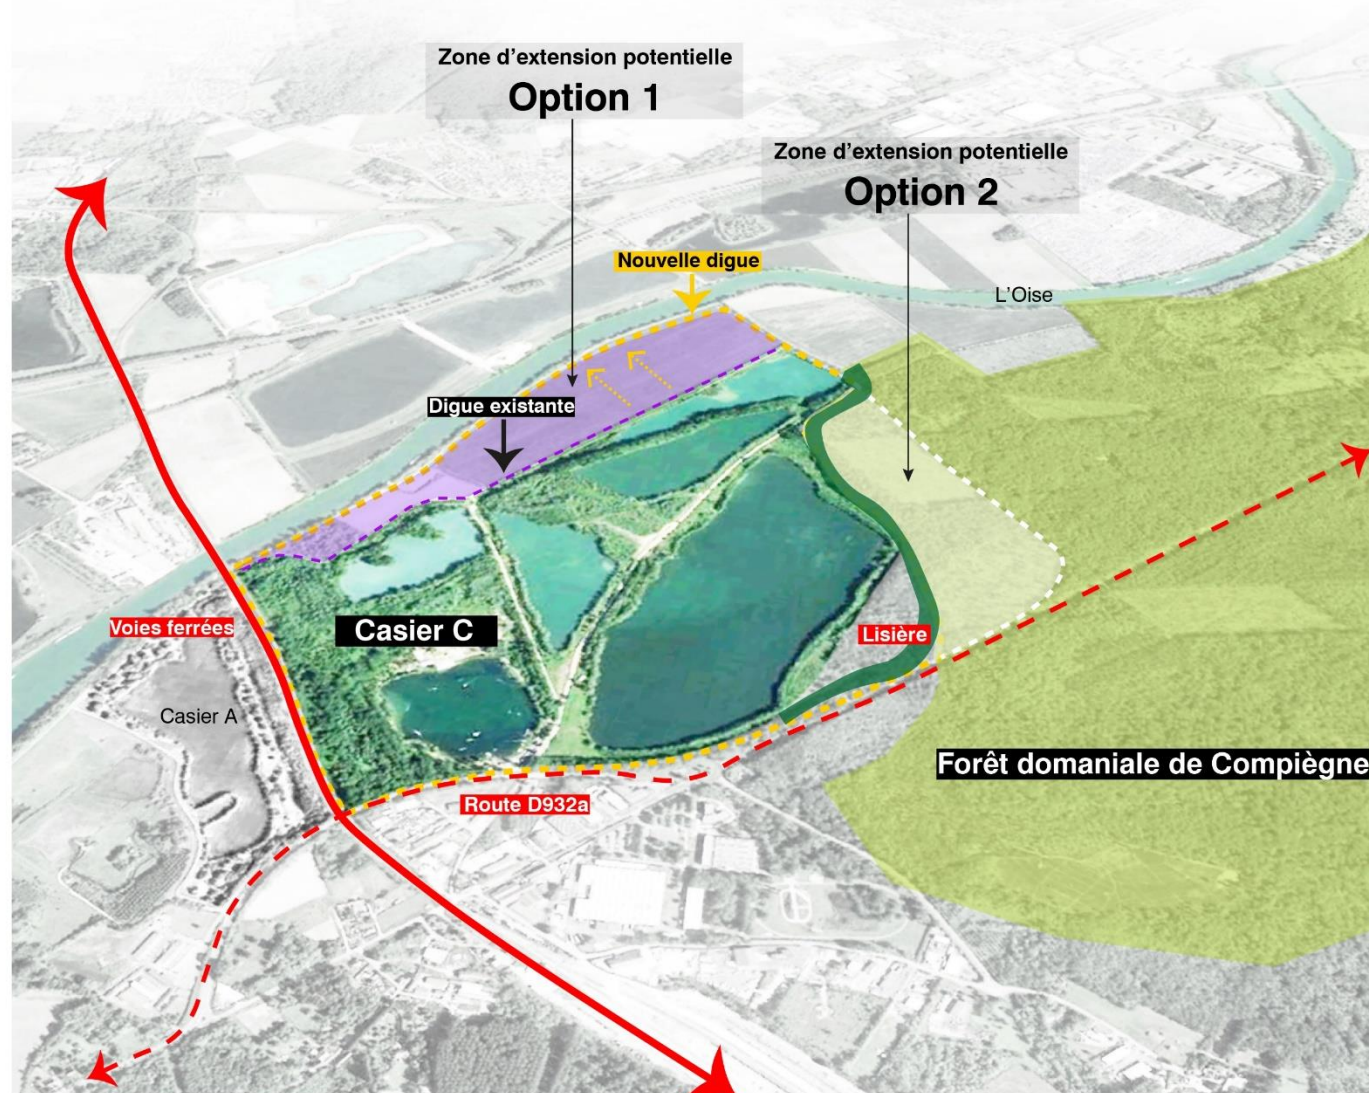 Zone d’extension potentielle
Option 1
Zone d’extension potentielle
Option 2
Nouvelle digue
L’Oise
Digue existante
Voies ferrées
Casier C
Lisière
Casier A
Forêt domaniale de Compiègne
Route D932a